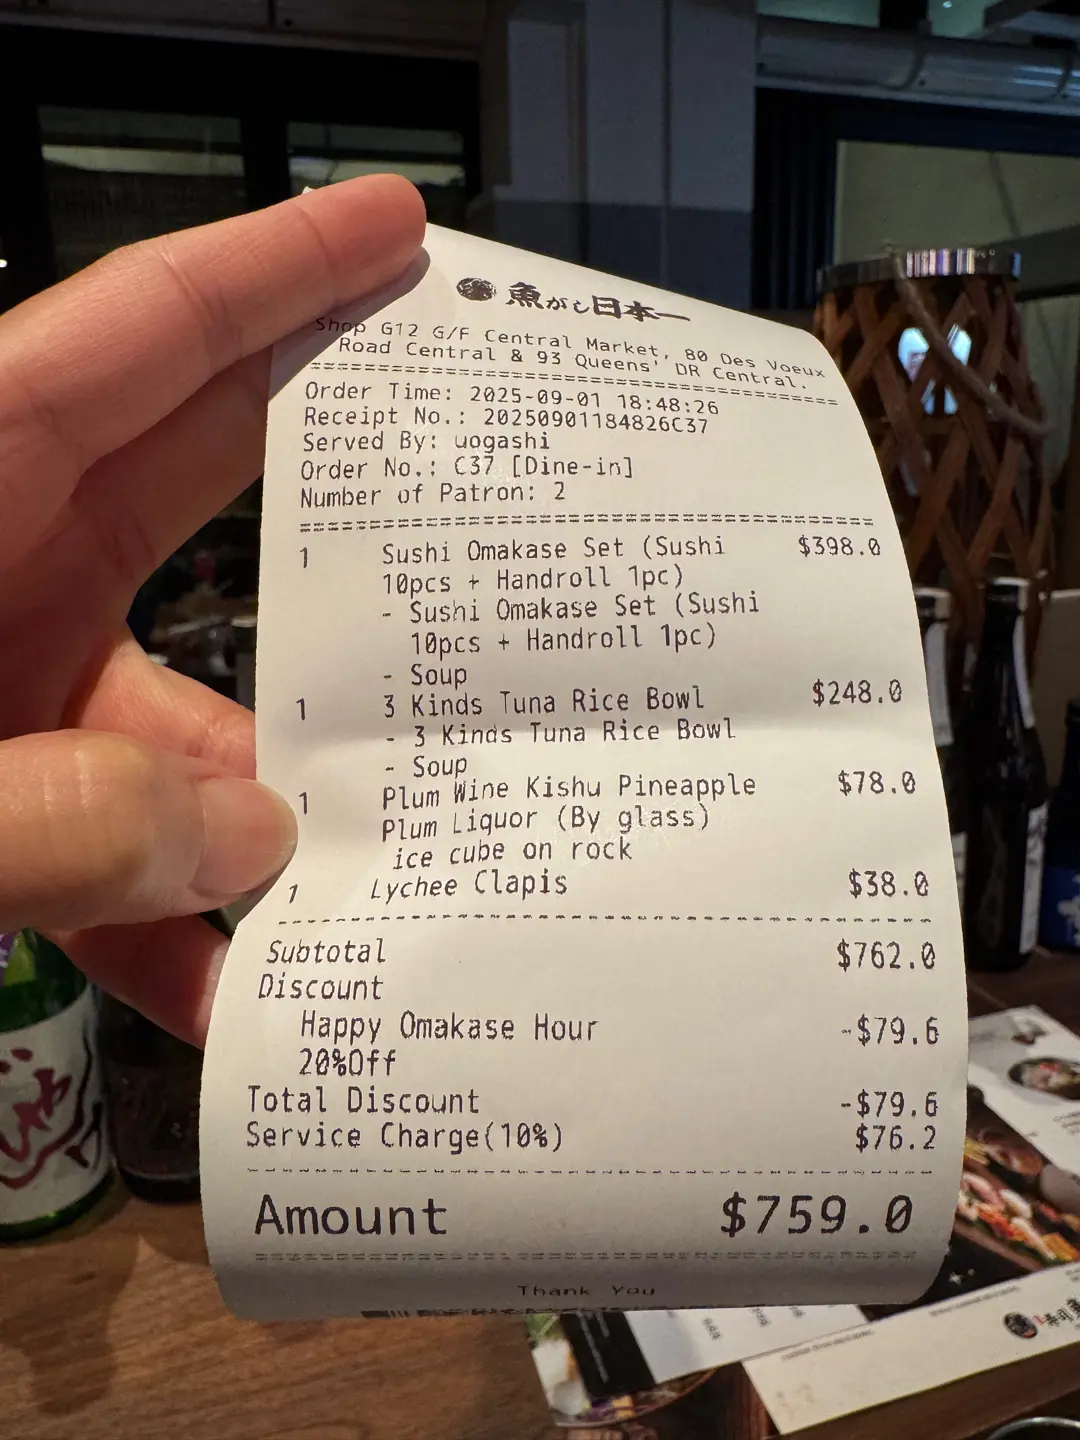 魚がし日本一
Shop G12 G/F Central Market, 80 Des Voeux
Road Central & 93 Queens' DR Central.
Order Time: 2025-09-01 18:48:26
Receipt No.: 20250901184826C37
Served By: uogashi
Order No.: C37 [Dine-in]
Number of Patron: 2
1 Sushi Omakase Set (Sushi $398.0
10pcs + Handroll 1pc)
- Sushi Omakase Set (Sushi
10pcs + Handroll 1pc)
- Soup
1 3 Kinds Tuna Rice Bowl $248.0
- 3 Kinds Tuna Rice Bowl
- Soup
1 Plum Wine Kishu Pineapple $78.0
Plum Liquor (By glass)
ice cube on rock
1 Lychee Clapis $38.0
Subtotal $762.0
Discount
Happy Omakase Hour -$79.6
20%Off
Total Discount -$79.6
Service Charge(10%) $76.2
Amount $759.0
Thank You